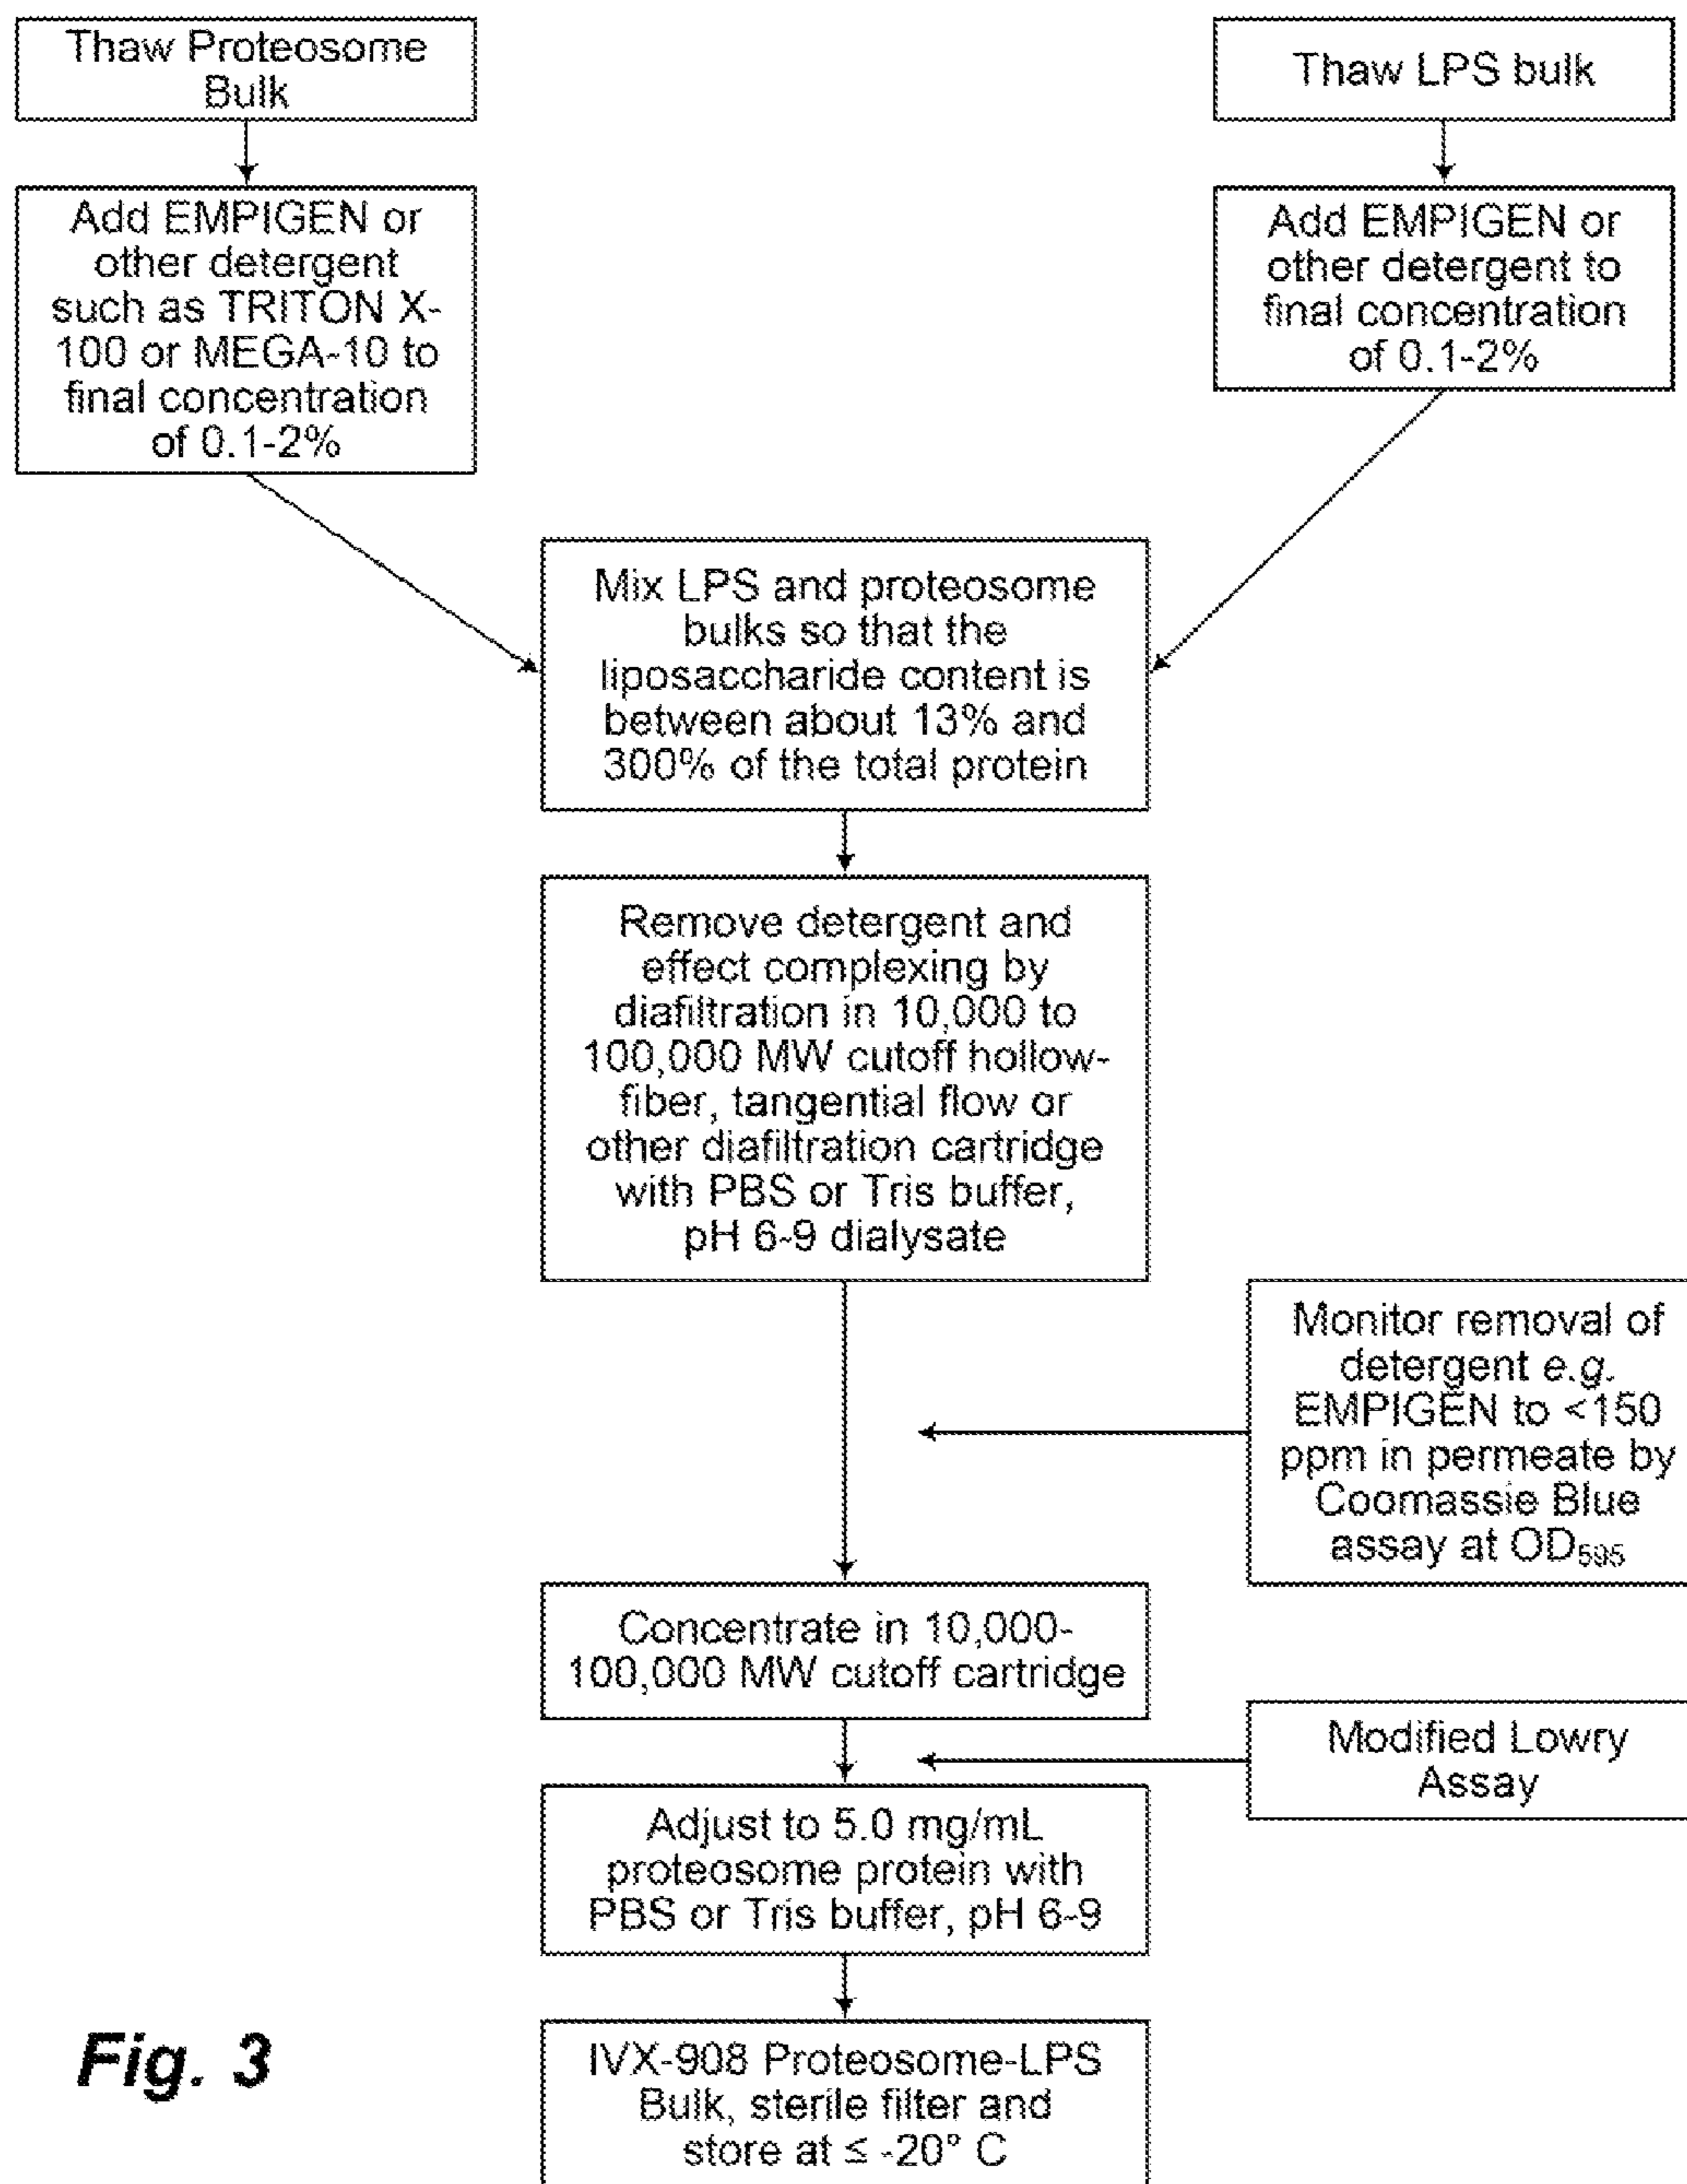 Thaw Proteosome
Bulk
Thaw LPS bulk
Add EMPIGEN or
other detergent
such as TRITON X-
100 or MEGA-10 to
final concentration
of 0.1-2%
Add EMPIGEN or
other detergent to
final concentration
of 0.1-2%
Mix LPS and proteosome
bulks so that the
liposaccharide content is
between about 13% and
300% of the total protein
Remove detergent and
effect complexing by
diafiltration in 10,000 to
100,000 MW cutoff hollow-
fiber, tangential flow or
other diafiltration cartridge
with PBS or Tris buffer,
pH 6-9 dialysate
Monitor removal of
detergent e.g.
EMPIGEN to <150
ppm in permeate by
Coomassie Blue
assay at OD₅₉₅
Concentrate in 10,000-
100,000 MW cutoff cartridge
Modified Lowry
Assay
Adjust to 5.0 mg/mL
proteosome protein with
PBS or Tris buffer, pH 6-9
IVX-908 Proteosome-LPS
Bulk, sterile filter and
store at ≤ -20° C
Fig. 3